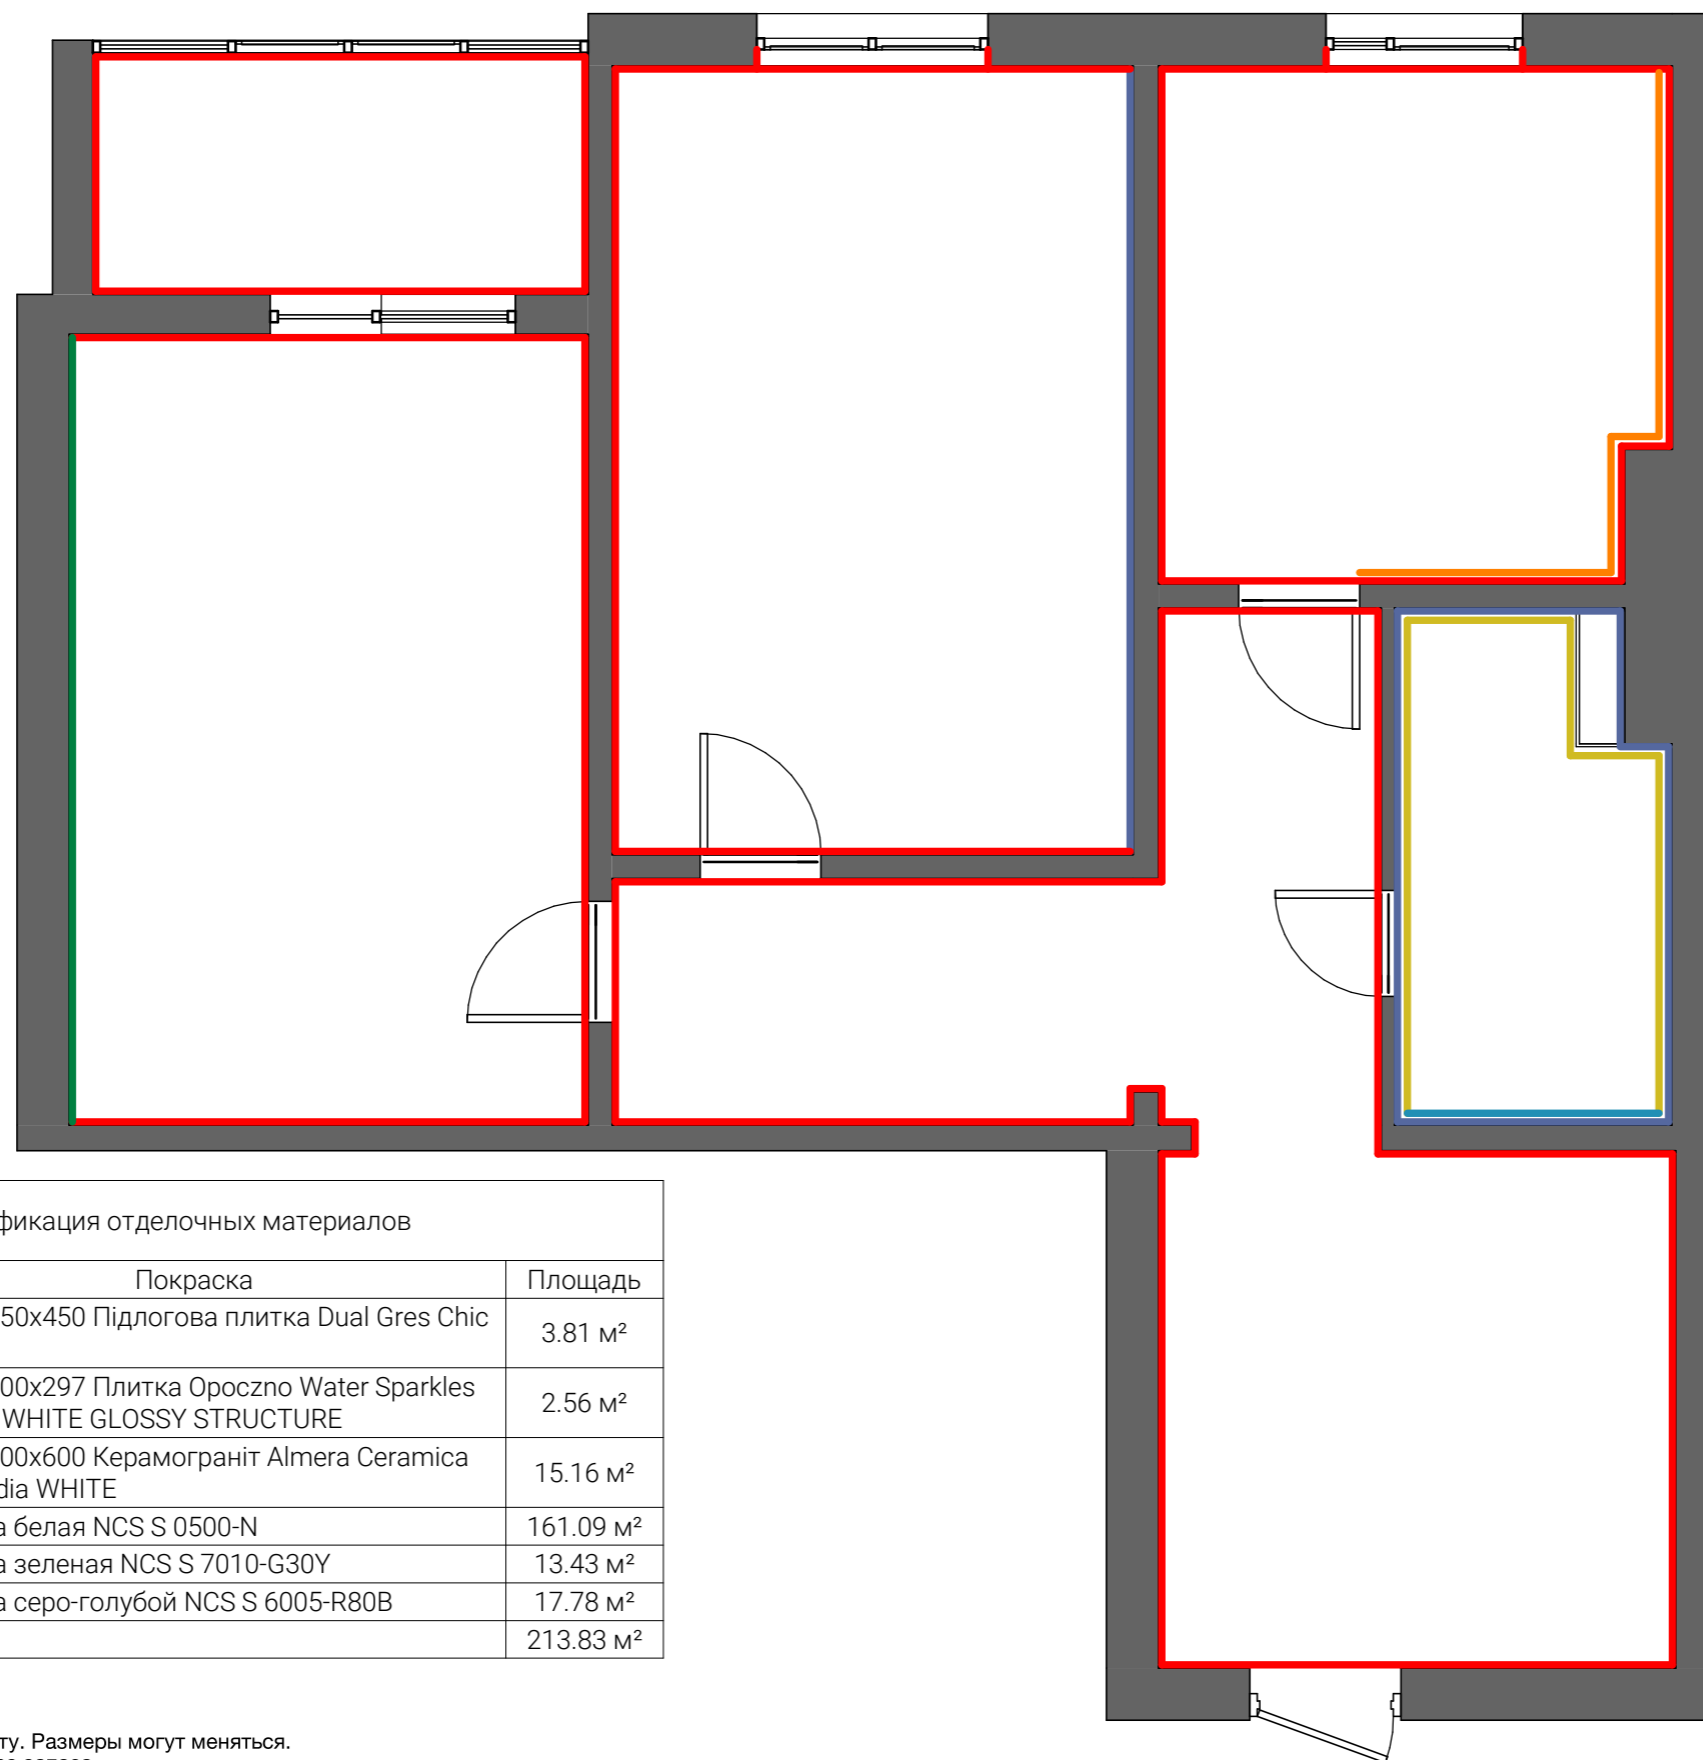 фикация отделочных материалов
Покраска Площадь
50x450 Підлогова плитка Dual Gres Chic 3.81 м²
00x297 Плитка Opoczno Water Sparkles
WHITE GLOSSY STRUCTURE 2.56 м²
00x600 Керамограніт Almera Ceramica
dia WHITE 15.16 м²
а белая NCS S 0500-N 161.09 м²
а зеленая NCS S 7010-G30Y 13.43 м²
а серо-голубой NCS S 6005-R80B 17.78 м²
213.83 м²
ту. Размеры могут меняться.